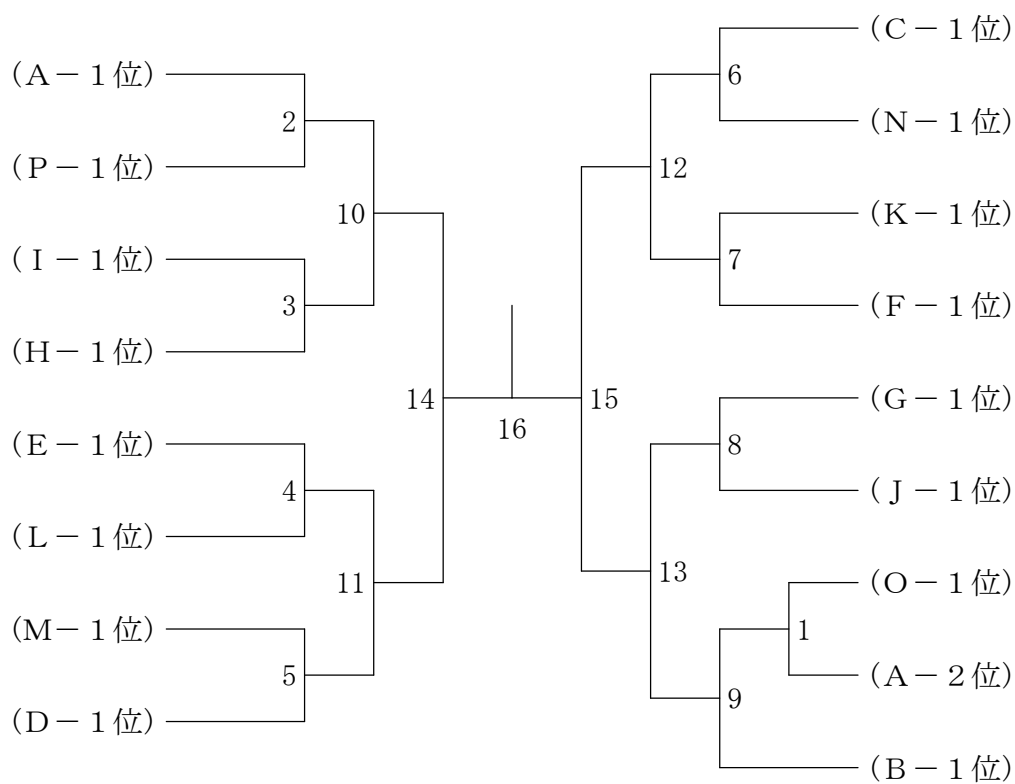 （A－1位）
（P－1位）
（I－1位）
（H－1位）
（E－1位）
（L－1位）
（M－1位）
（D－1位）
2
3
4
5
10
11
14
16
15
12
13
6
7
8
1
9
（C－1位）
（N－1位）
（K－1位）
（F－1位）
（G－1位）
（J－1位）
（O－1位）
（A－2位）
（B－1位）